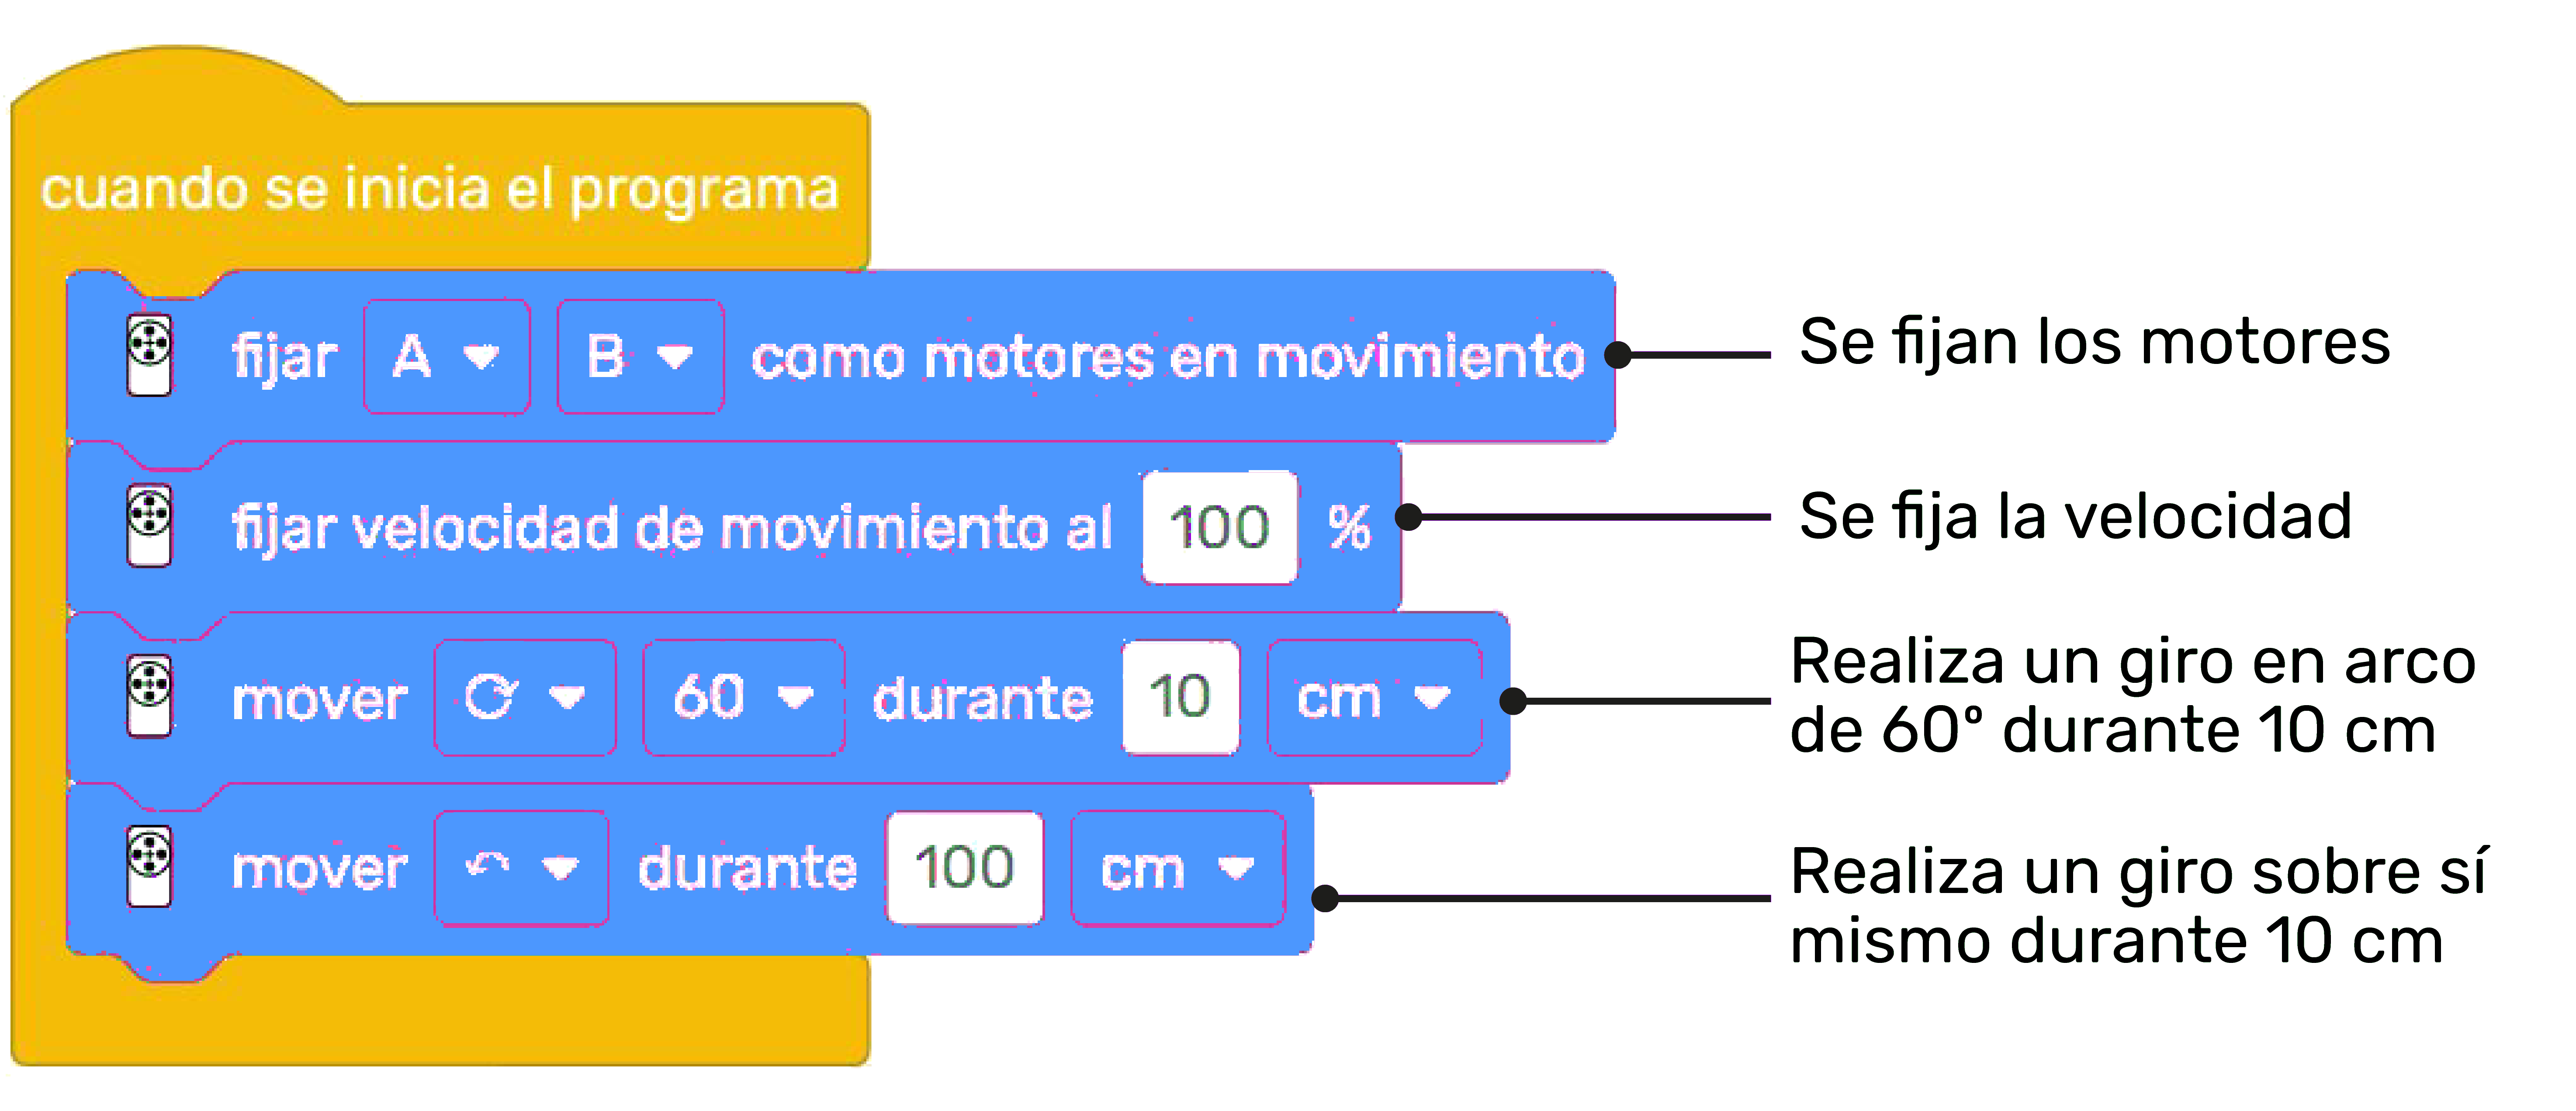 cuando se inicia el programa
fijar A B como motores en movimiento
Se fijan los motores
fijar velocidad de movimiento al 100 %
Se fija la velocidad
mover 60 durante 10 cm
Realiza un giro en arco
de 60º durante 10 cm
mover durante 100 cm
Realiza un giro sobre sí
mismo durante 10 cm